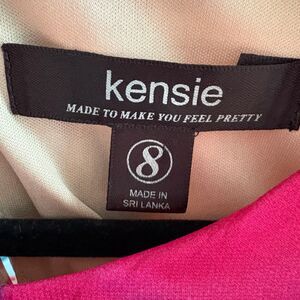 kensie
MADE TO MAKE YOU FEEL PRETTY
8
MADE IN
SRI LANKA